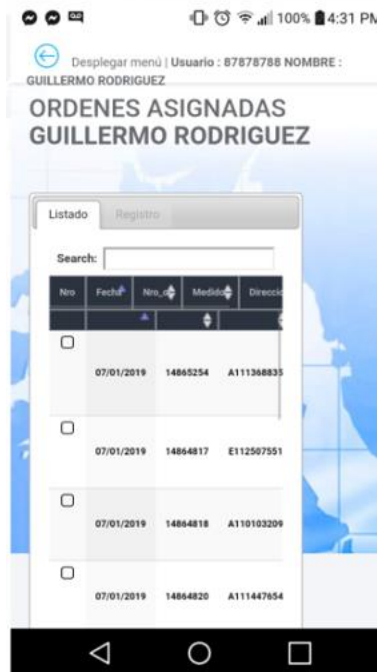 100% 4:31 PM
Desplegar menú | Usuario : 87878788 NOMBRE :
GUILLERMO RODRIGUEZ
ORDENES ASIGNADAS
GUILLERMO RODRIGUEZ
Listado Registro
Search:
Nro Fecha Nro_o Medido Direccio
07/01/2019 14865254 A111368835
07/01/2019 14864817 E112507551
07/01/2019 14864818 A110103209
07/01/2019 14864820 A111447654